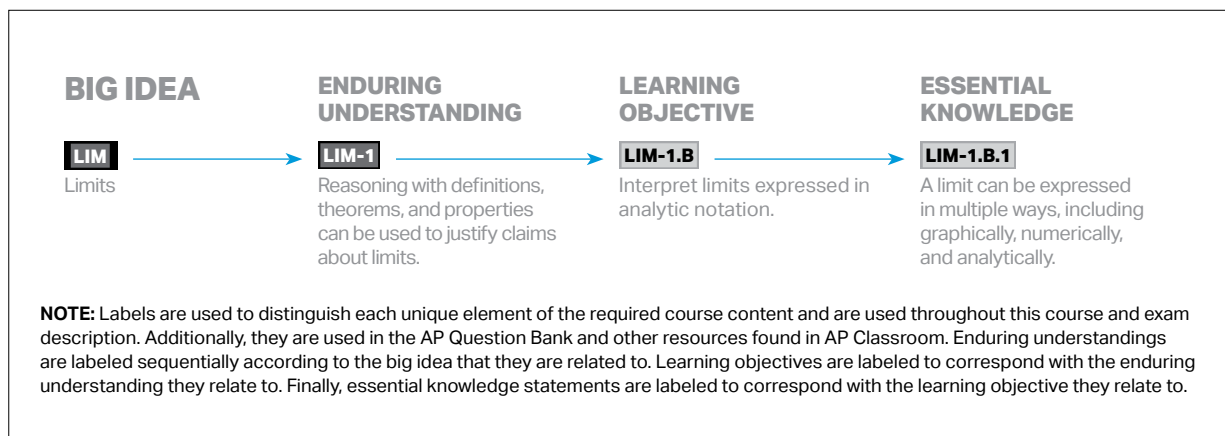 BIG IDEA
LIM
Limits
ENDURING
UNDERSTANDING
LIM-1
Reasoning with definitions,
theorems, and properties
can be used to justify claims
about limits.
LEARNING
OBJECTIVE
LIM-1.B
Interpret limits expressed in
analytic notation.
ESSENTIAL
KNOWLEDGE
LIM-1.B.1
A limit can be expressed
in multiple ways, including
graphically, numerically,
and analytically.
NOTE: Labels are used to distinguish each unique element of the required course content and are used throughout this course and exam
description. Additionally, they are used in the AP Question Bank and other resources found in AP Classroom. Enduring understandings
are labeled sequentially according to the big idea that they are related to. Learning objectives are labeled to correspond with the enduring
understanding they relate to. Finally, essential knowledge statements are labeled to correspond with the learning objective they relate to.